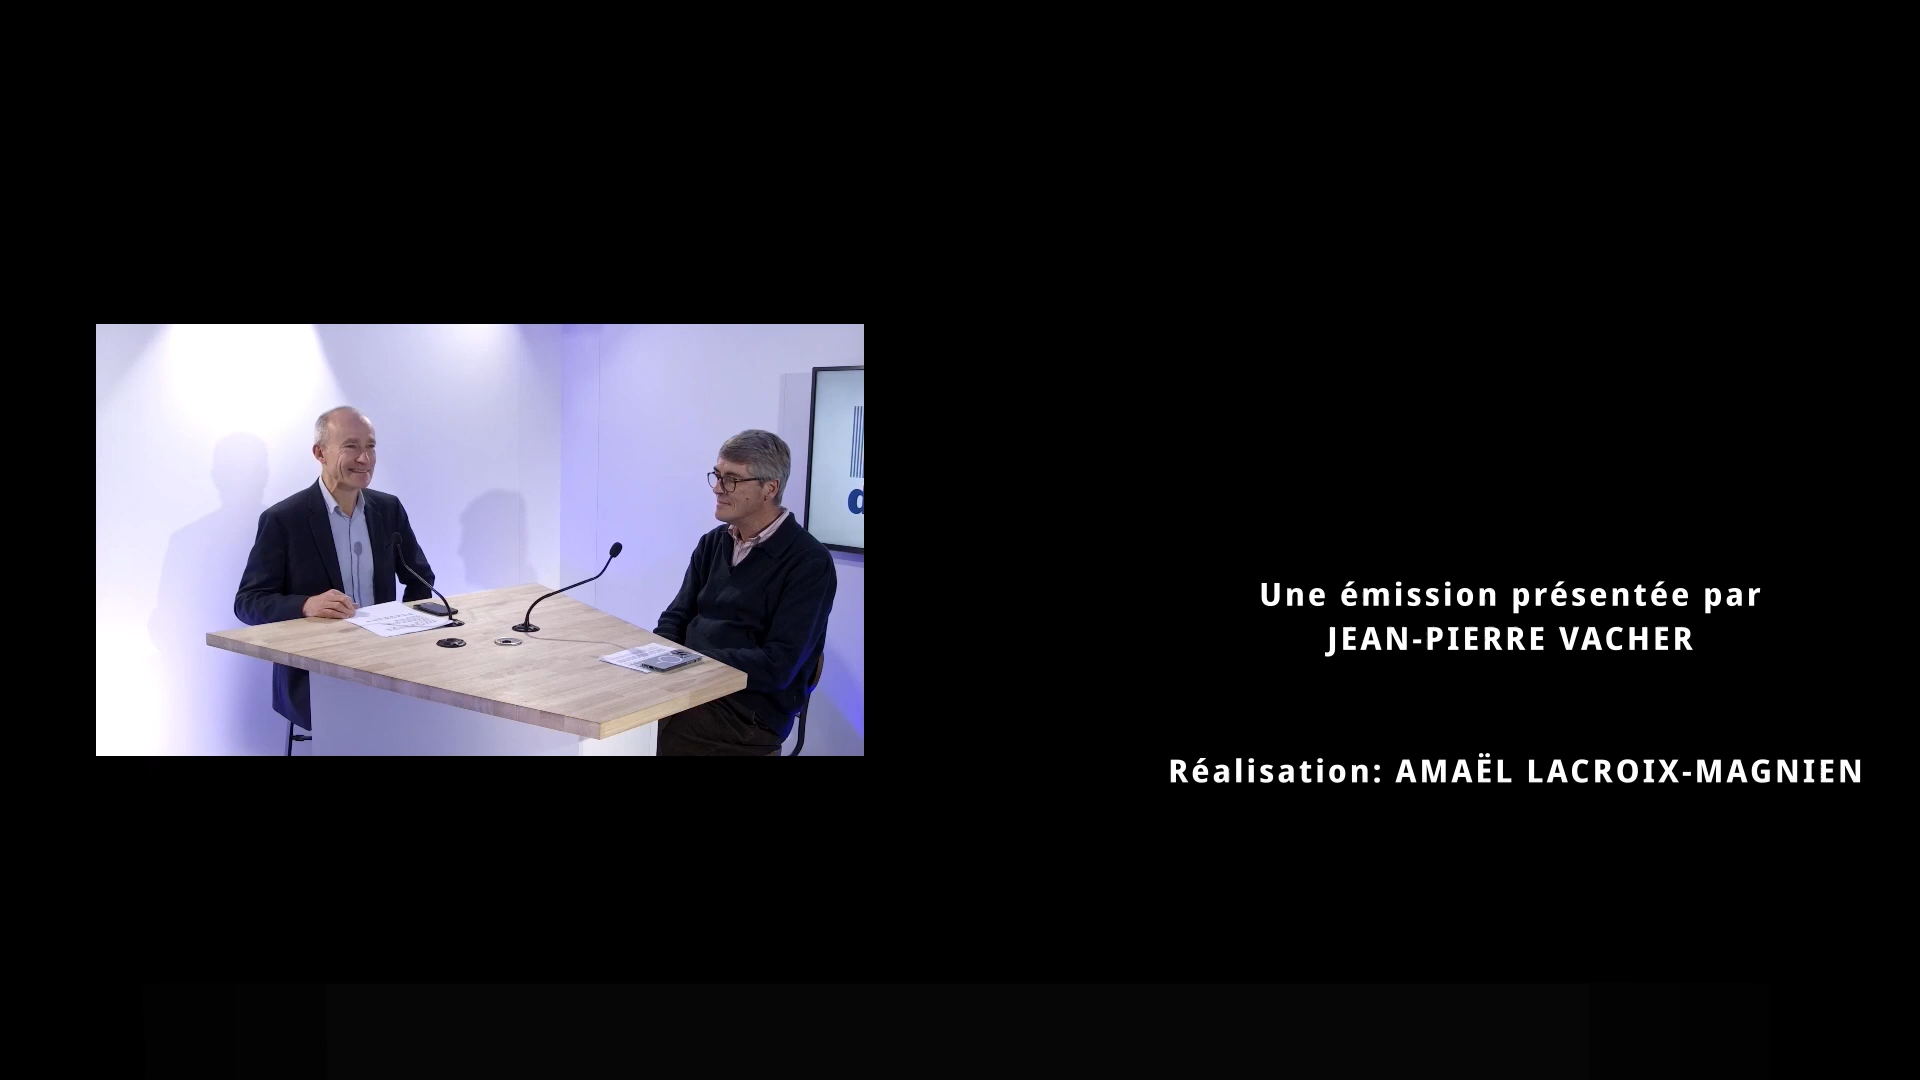 Une émission présentée par
JEAN-PIERRE VACHER
Réalisation: AMAËL LACROIX-MAGNIEN